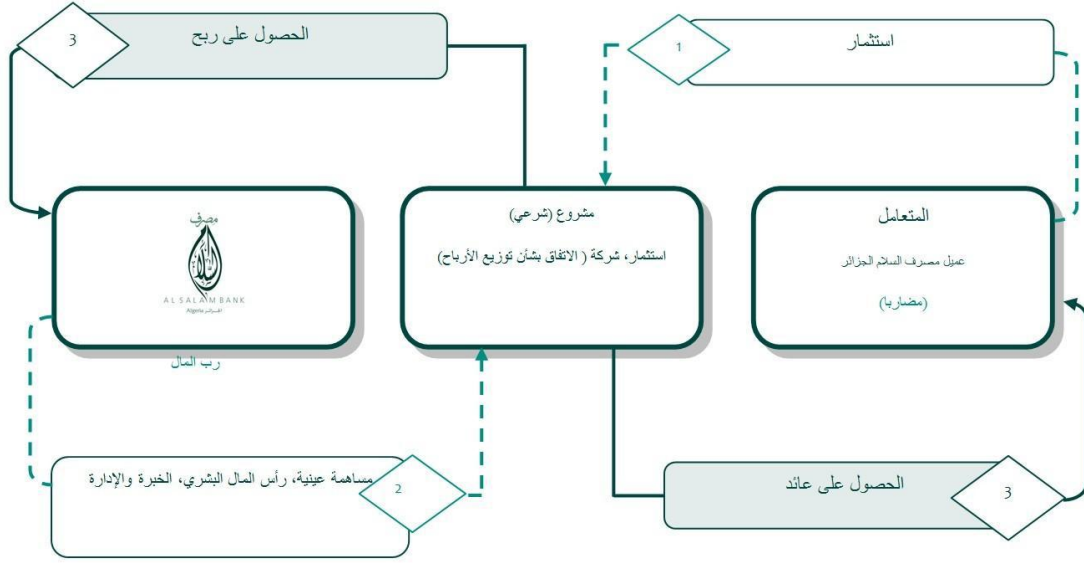 استثمار
1
الحصول على ربح
3
المتعامل
عميل مصرف السلام الجزائر
(مضاربا)
مشروع (شرعي)
استثمار، شركة ( الاتفاق بشأن توزيع الأرباح)
مصرف
السلام
AL SALAM BANK
Algeria الجزائر
رب المال
مساهمة عينية، رأس المال البشري، الخبرة والإدارة
2
الحصول على عائد
3